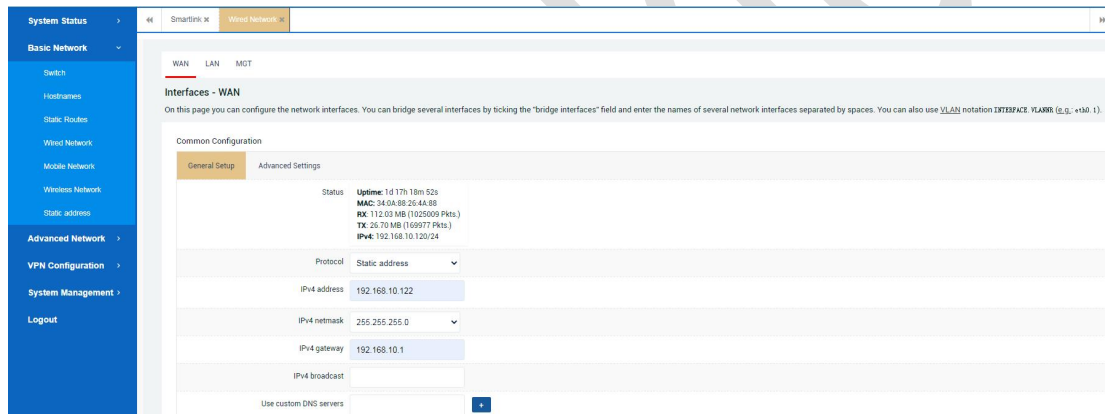 System Status
Basic Network
Switch
Hostnames
Static Routes
Wired Network
Mobile Network
Wireless Network
Static address
Advanced Network
VPN Configuration
System Management
Logout
Smartlink
Wired Network
WAN LAN MGT
Interfaces - WAN
On this page you can configure the network interfaces. You can bridge several interfaces by ticking the "bridge interfaces" field and enter the names of several network interfaces separated by spaces. You can also use VLAN notation INTERFACE.VLANNR (e.g.: eth0.1).
Common Configuration
General Setup Advanced Settings
Status Uptime: 1d 17h 18m 52s
MAC: 34:0A:88:26:4A:88
RX: 112.03 MB (1025009 Pkts.)
TX: 26.70 MB (169977 Pkts.)
IPv4: 192.168.10.120/24
Protocol Static address
IPv4 address 192.168.10.122
IPv4 netmask 255.255.255.0
IPv4 gateway 192.168.10.1
IPv4 broadcast
Use custom DNS servers